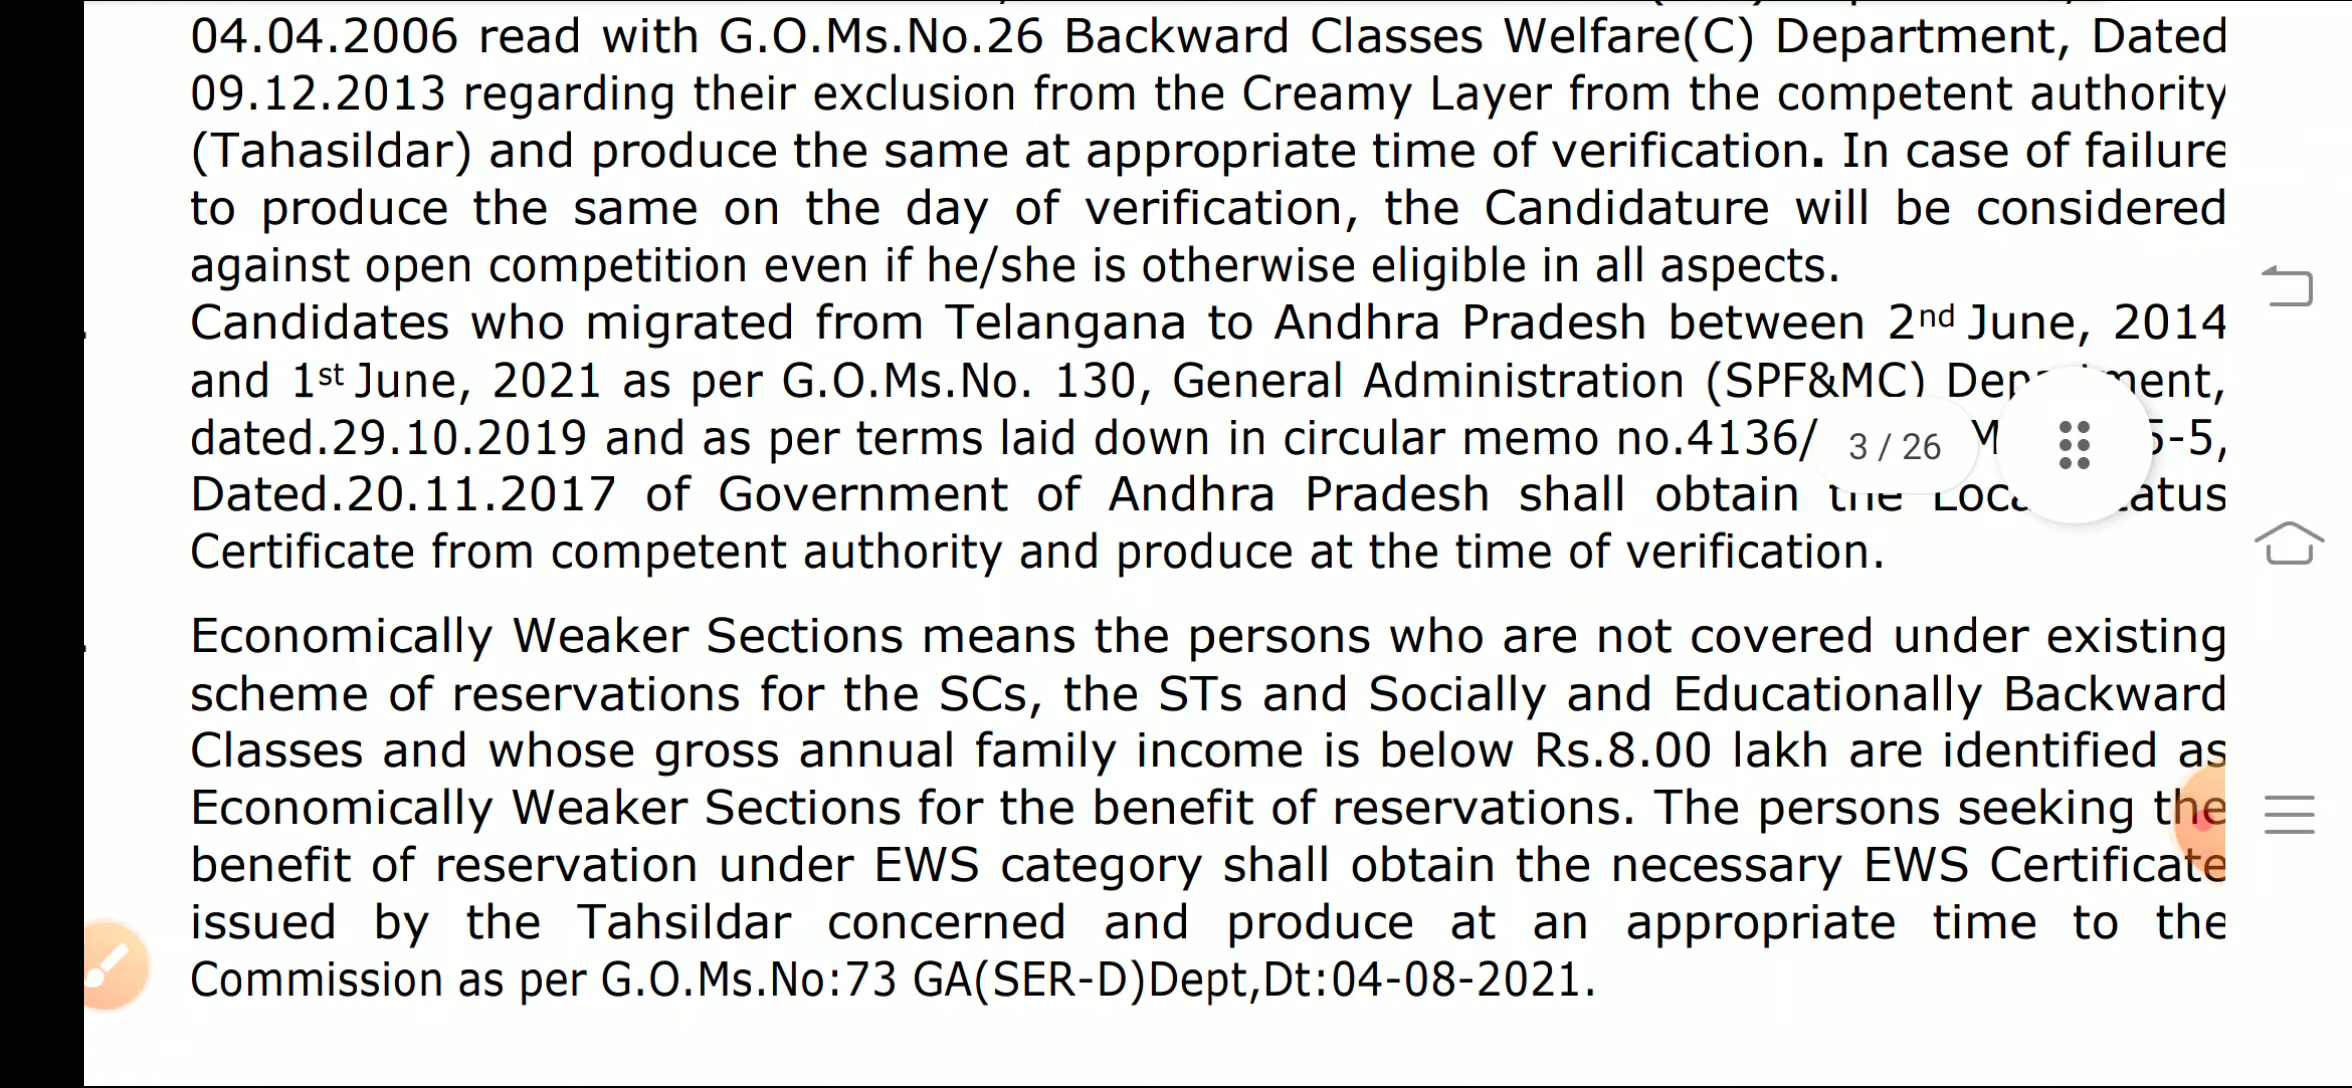 04.04.2006 read with G.O.Ms.No.26 Backward Classes Welfare(C) Department, Dated
09.12.2013 regarding their exclusion from the Creamy Layer from the competent authority
(Tahasildar) and produce the same at appropriate time of verification. In case of failure
to produce the same on the day of verification, the Candidature will be considered
against open competition even if he/she is otherwise eligible in all aspects.
Candidates who migrated from Telangana to Andhra Pradesh between 2nd June, 2014
and 1st June, 2021 as per G.O.Ms.No. 130, General Administration (SPF&MC)
dated.29.10.2019 and as per terms laid down in circular memo no.4136/
3 / 26
Dated.20.11.2017 of Government of Andhra Pradesh shall obtain the
Certificate from competent authority and produce at the time of verification.
Economically Weaker Sections means the persons who are not covered under existing
scheme of reservations for the SCs, the STs and Socially and Educationally Backward
Classes and whose gross annual family income is below Rs.8.00 lakh are identified as
Economically Weaker Sections for the benefit of reservations. The persons seeking the
benefit of reservation under EWS category shall obtain the necessary EWS Certificate
issued by the Tahsildar concerned and produce at an appropriate time to the
Commission as per G.O.Ms.No:73 GA(SER-D)Dept,Dt:04-08-2021.